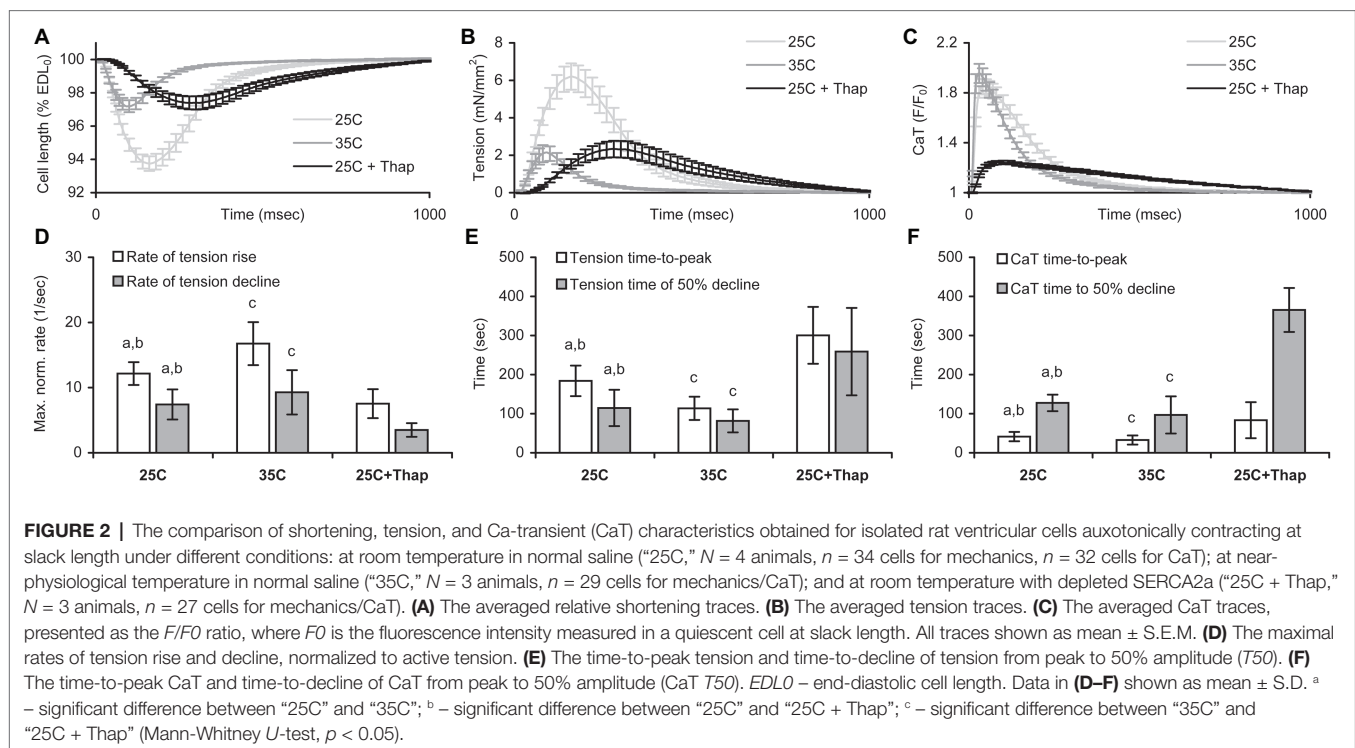 A
Cell length (% EDL0)
100
98
96
94
92
0
1000
Time (msec)
25C
35C
25C + Thap
B
Tension (mN/mm2)
8
6
4
2
0
0
1000
Time (msec)
25C
35C
25C + Thap
C
CaT (F/F0)
2.2
1.8
1.4
1
0
1000
Time (msec)
25C
35C
25C + Thap
D
Max. norm. rate (1/sec)
30
20
10
0
Rate of tension rise
Rate of tension decline
a,b
a,b
c
c
25C
35C
25C+Thap
E
Time (sec)
500
400
300
200
100
0
Tension time-to-peak
Tension time of 50% decline
a,b
a,b
c
c
25C
35C
25C+Thap
F
Time (sec)
500
400
300
200
100
0
CaT time-to-peak
CaT time to 50% decline
a,b
a,b
c
c
25C
35C
25C+Thap
FIGURE 2 | The comparison of shortening, tension, and Ca-transient (CaT) characteristics obtained for isolated rat ventricular cells auxotonically contracting at
slack length under different conditions: at room temperature in normal saline (“25C,” N = 4 animals, n = 34 cells for mechanics, n = 32 cells for CaT); at near-
physiological temperature in normal saline (“35C,” N = 3 animals, n = 29 cells for mechanics/CaT); and at room temperature with depleted SERCA2a (“25C + Thap,”
N = 3 animals, n = 27 cells for mechanics/CaT). (A) The averaged relative shortening traces. (B) The averaged tension traces. (C) The averaged CaT traces,
presented as the F/F0 ratio, where F0 is the fluorescence intensity measured in a quiescent cell at slack length. All traces shown as mean ± S.E.M. (D) The maximal
rates of tension rise and decline, normalized to active tension. (E) The time-to-peak tension and time-to-decline of tension from peak to 50% amplitude (T50). (F)
The time-to-peak CaT and time-to-decline of CaT from peak to 50% amplitude (CaT T50). EDL0 – end-diastolic cell length. Data in (D–F) shown as mean ± S.D. a
– significant difference between “25C” and “35C”; b – significant difference between “25C” and “25C + Thap”; c – significant difference between “35C” and
“25C + Thap” (Mann-Whitney U-test, p < 0.05).